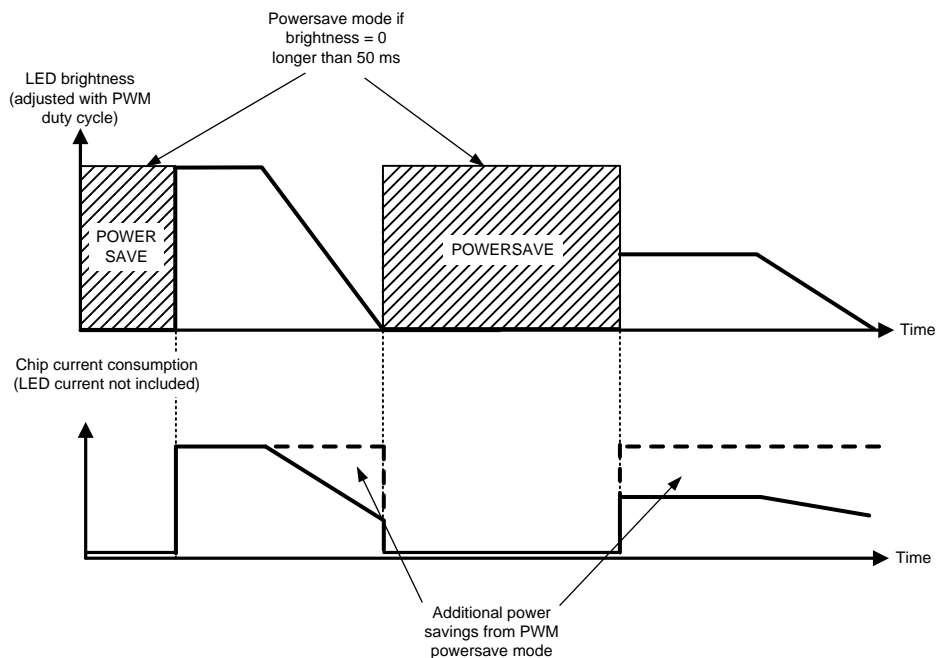 Powersave mode if
brightness = 0
longer than 50 ms
LED brightness
(adjusted with PWM
duty cycle)
POWER
SAVE
POWERSAVE
Time
Chip current consumption
(LED current not included)
Time
Additional power
savings from PWM
powersave mode